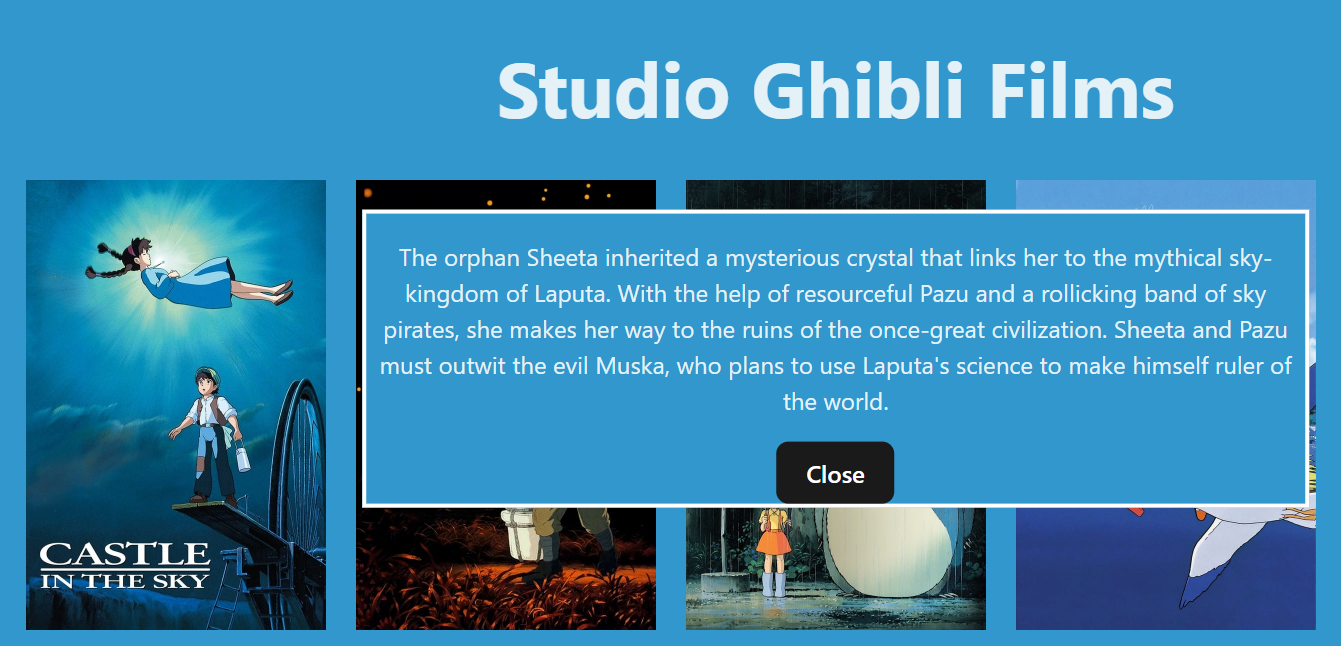 Studio Ghibli Films
The orphan Sheeta inherited a mysterious crystal that links her to the mythical sky-
kingdom of Laputa. With the help of resourceful Pazu and a rollicking band of sky
pirates, she makes her way to the ruins of the once-great civilization. Sheeta and Pazu
must outwit the evil Muska, who plans to use Laputa's science to make himself ruler of
the world.
Close
CASTLE
IN THE SKY